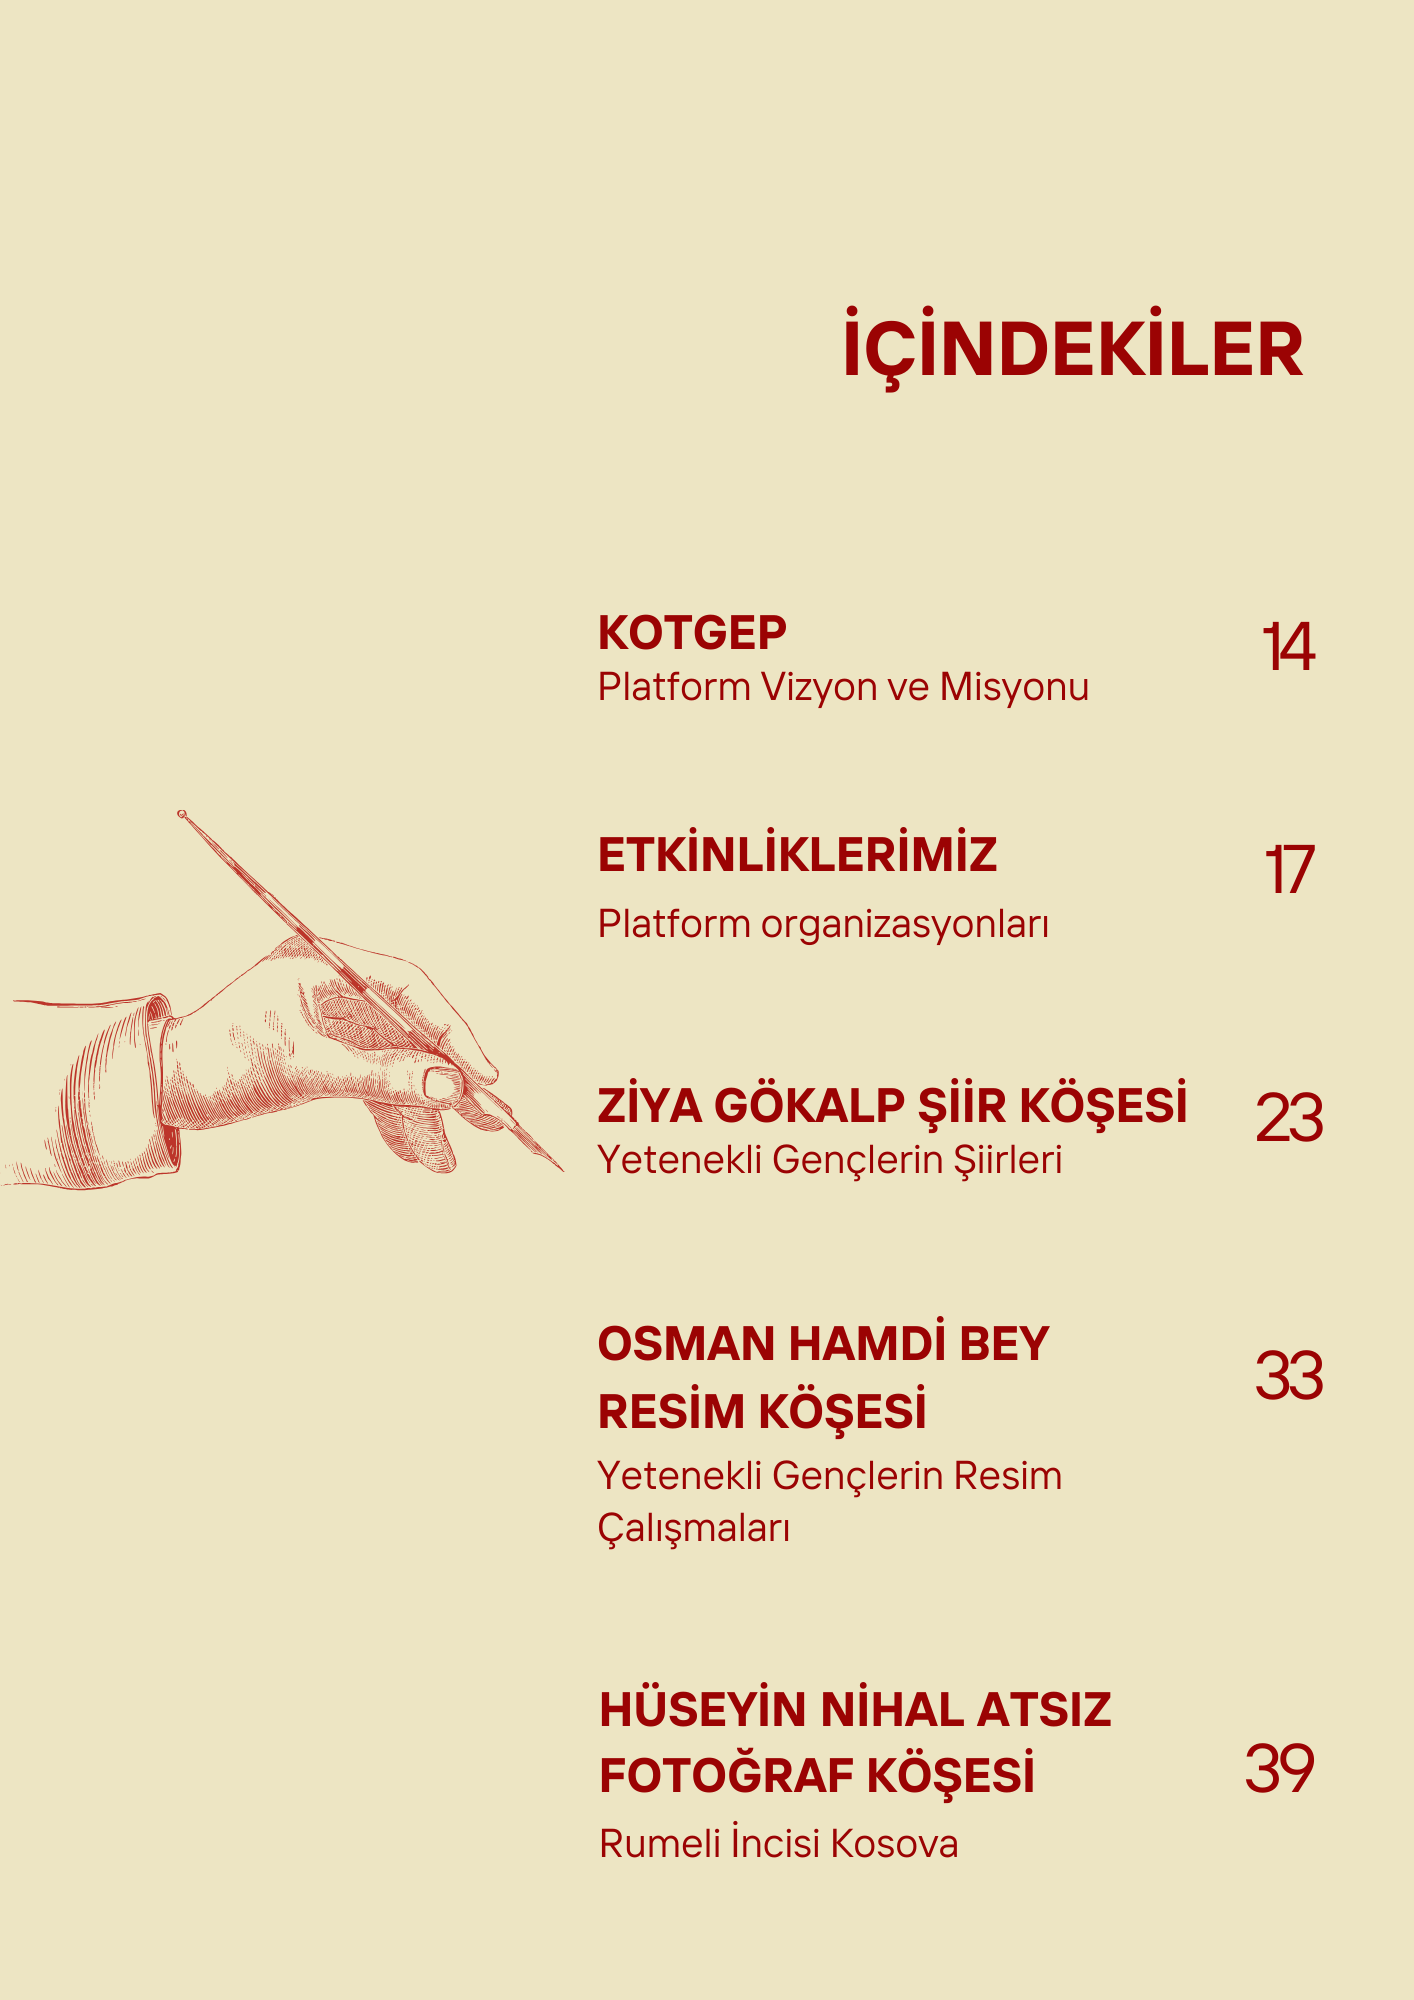 İÇİNDEKİLER
KOTGEP
14
Platform Vizyon ve Misyonu
ETKİNLİKLERİMİZ
17
Platform organizasyonları
ZİYA GÖKALP ŞİİR KÖŞESİ
23
Yetenekli Gençlerin Şiirleri
OSMAN HAMDİ BEY
RESİM KÖŞESİ
33
Yetenekli Gençlerin Resim
Çalışmaları
HÜSEYİN NİHAL ATSIZ
FOTOĞRAF KÖŞESİ
39
Rumeli İncisi Kosova